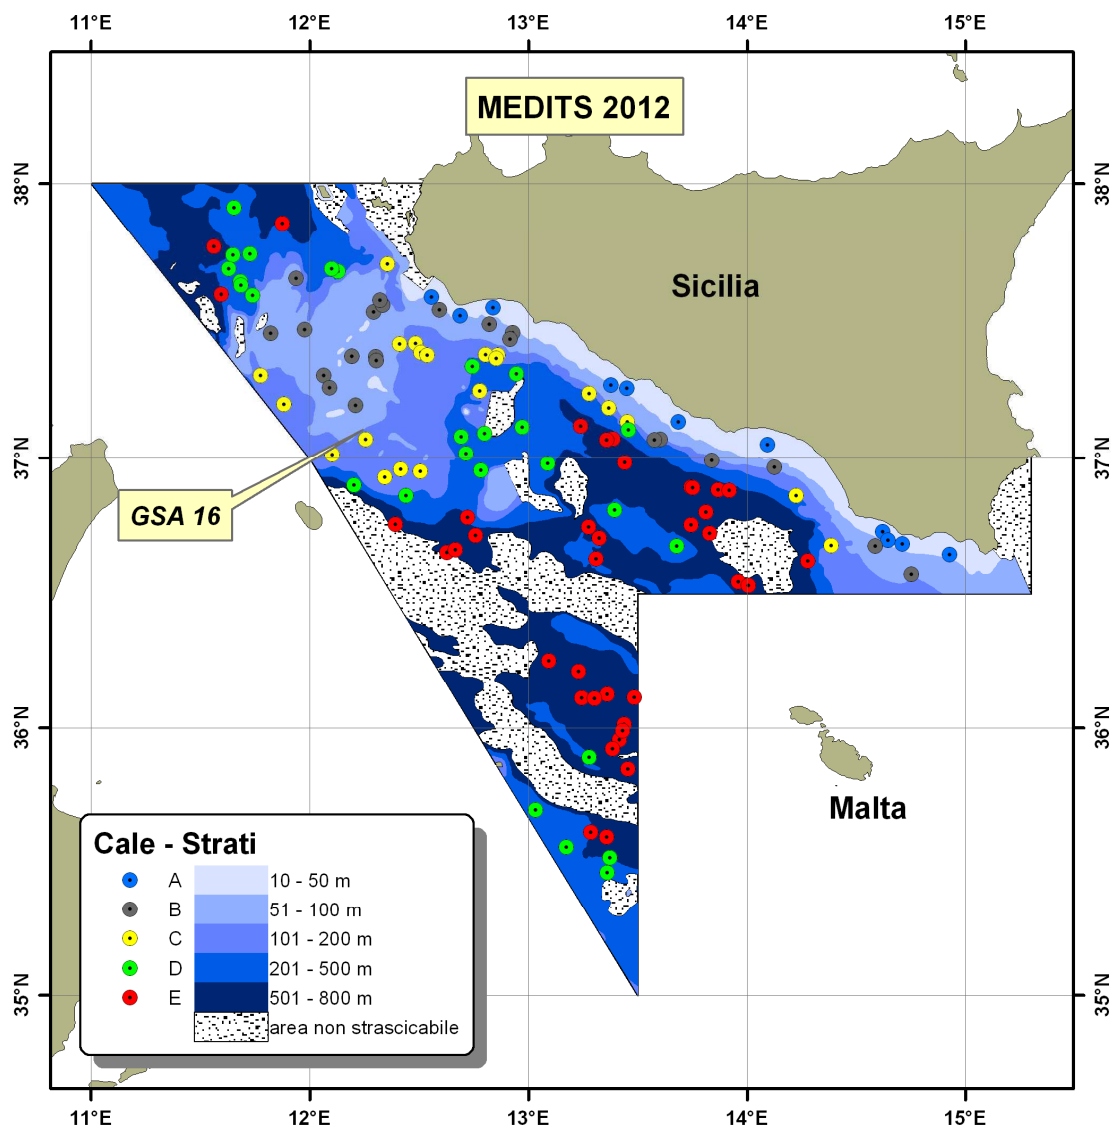 11°E 12°E 13°E 14°E 15°E
MEDITS 2012
38°N 38°N
Sicilia
37°N 37°N
GSA 16
36°N 36°N
Malta
Cale - Strati
A 10 - 50 m
B 51 - 100 m
C 101 - 200 m
D 201 - 500 m
E 501 - 800 m
area non strascicabile
35°N 35°N
11°E 12°E 13°E 14°E 15°E